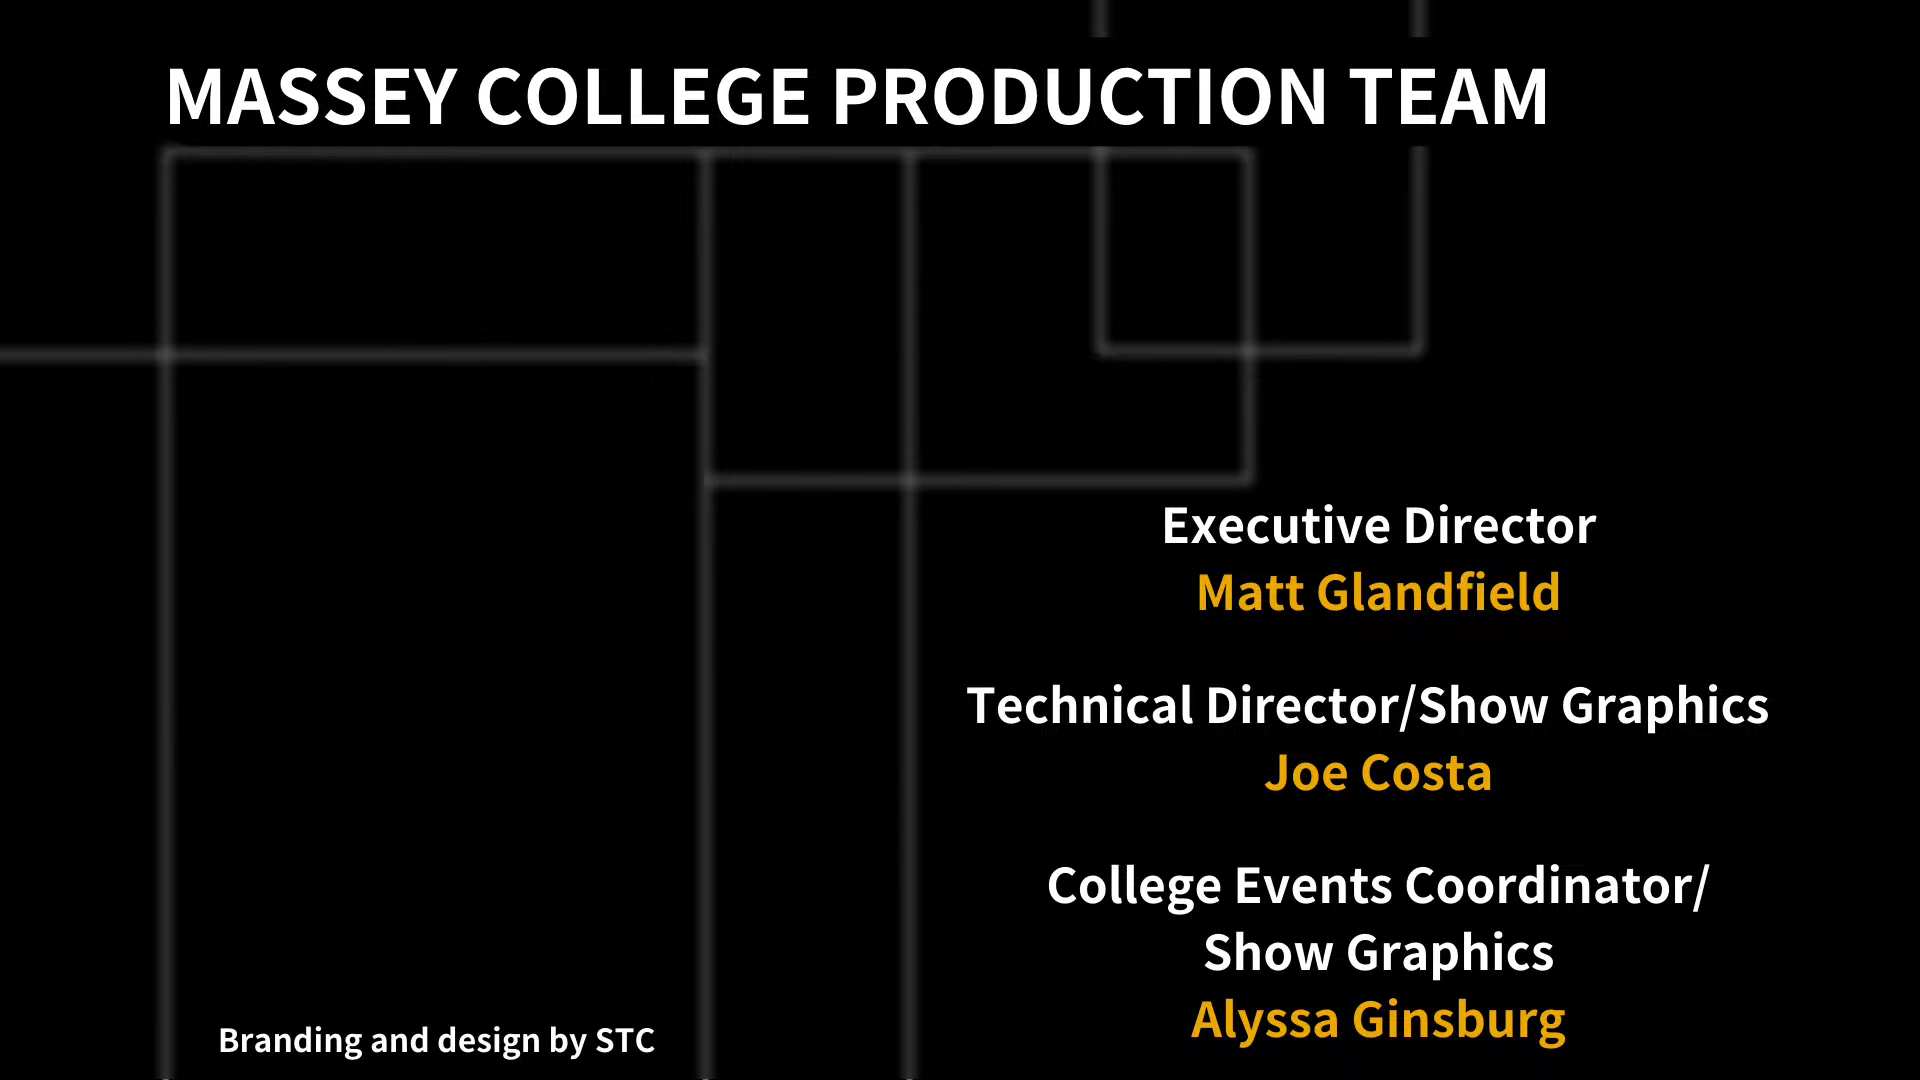 MASSEY COLLEGE PRODUCTION TEAM
Executive Director
Matt Glandfield
Technical Director/Show Graphics
Joe Costa
College Events Coordinator/
Show Graphics
Alyssa Ginsburg
Branding and design by STC